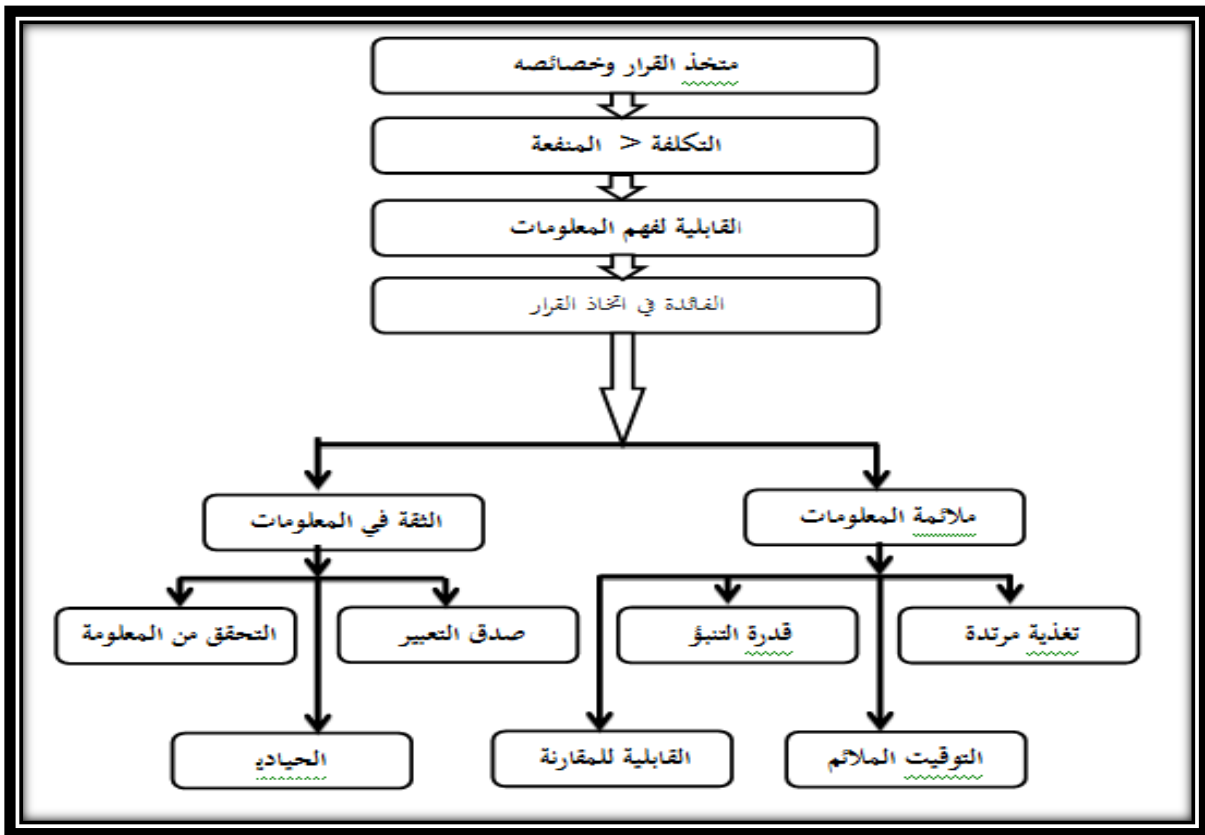 متخذ القرار وخصائصه
التكلفة > المنفعة
القابلية لفهم المعلومات
الفائدة في اتخاذ القرار
ملائمة المعلومات
الثقة في المعلومات
تغذية مرتدة
قدرة التنبؤ
صدق التعبير
التحقق من المعلومة
التوقيت الملائم
القابلية للمقارنة
الحيادي